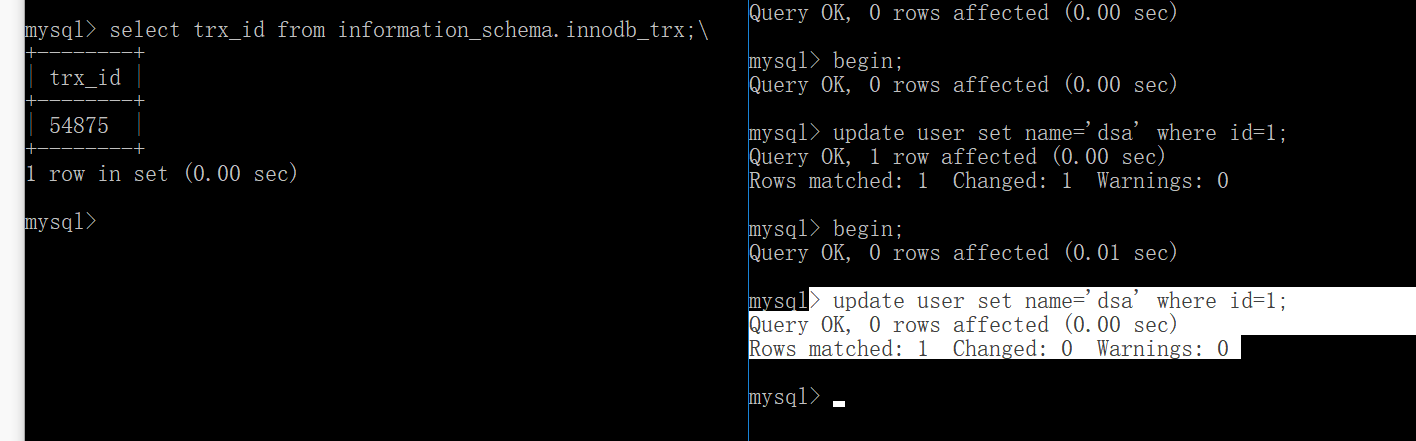 mysql> select trx_id from information_schema.innodb_trx;\
+--------+
| trx_id |
+--------+
| 54875  |
+--------+
1 row in set (0.00 sec)
mysql>
Query OK, 0 rows affected (0.00 sec)
mysql> begin;
Query OK, 0 rows affected (0.00 sec)
mysql> update user set name='dsa' where id=1;
Query OK, 1 row affected (0.00 sec)
Rows matched: 1  Changed: 1  Warnings: 0
mysql> begin;
Query OK, 0 rows affected (0.01 sec)
mysql> update user set name='dsa' where id=1;
Query OK, 0 rows affected (0.00 sec)
Rows matched: 1  Changed: 0  Warnings: 0
mysql>